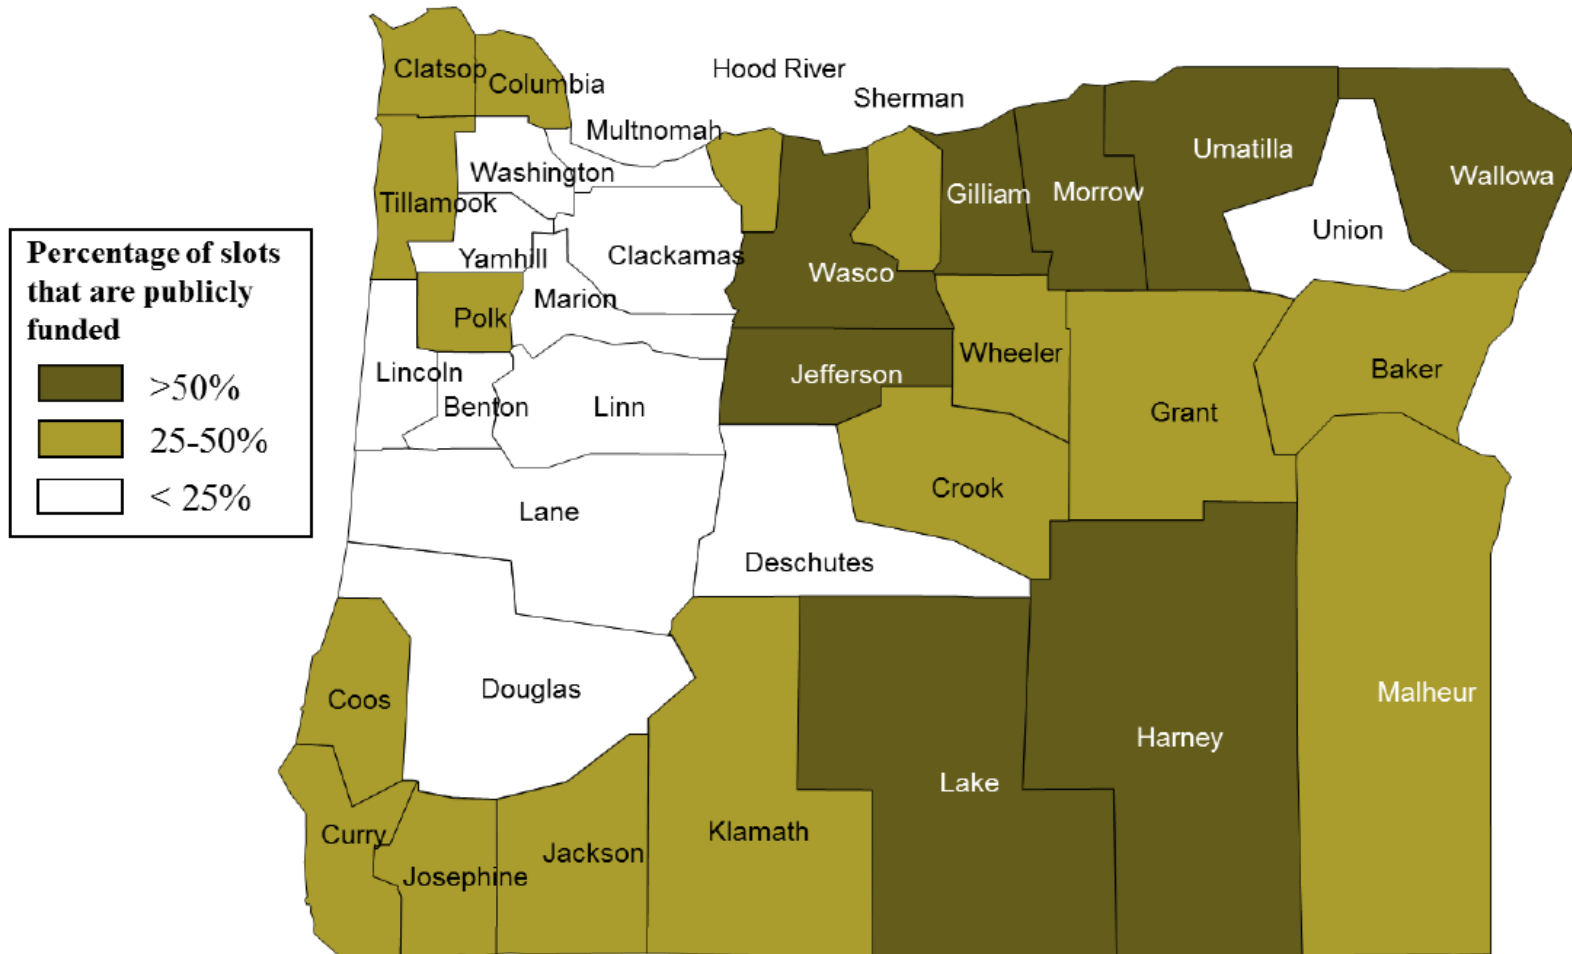 Hood River
Clatsop
Columbia
Sherman
Multnomah
Umatilla
Washington
Wallowa
Morrow
Gilliam
Tillamook
Union
Percentage of slots
that are publicly
funded
Yamhill
Clackamas
Wasco
Marion
Polk
Wheeler
Baker
Lincoln
Jefferson
>50%
Benton
Linn
Grant
25-50%
Crook
< 25%
Lane
Deschutes
Douglas
Coos
Malheur
Harney
Lake
Curry
Klamath
Jackson
Josephine